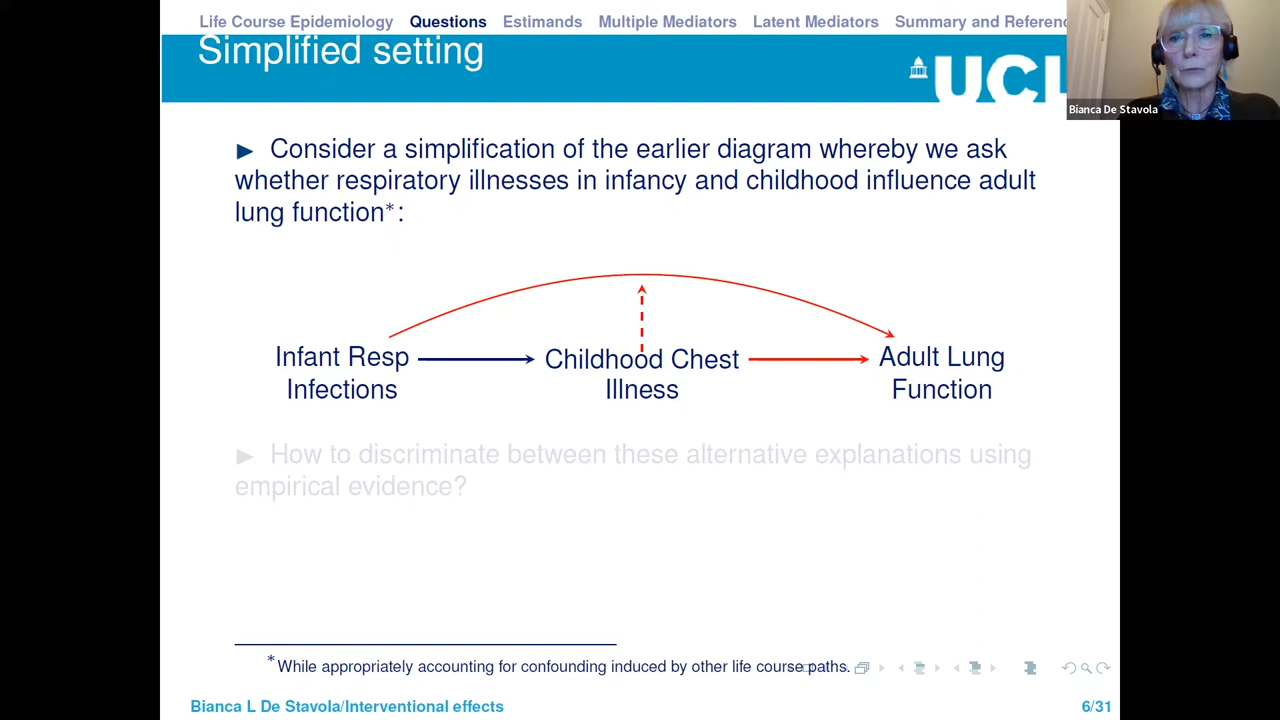 Life Course Epidemiology Questions Estimands Multiple Mediators Latent Mediators Summary and Referenc
Simplified setting
UCL
Bianca De Stavola
► Consider a simplification of the earlier diagram whereby we ask
whether respiratory illnesses in infancy and childhood influence adult
lung function*:
Infant Resp
Infections
Childhood Chest
Illness
Adult Lung
Function
► How to discriminate between these alternative explanations using
empirical evidence?
*While appropriately accounting for confounding induced by other life course paths.
Bianca L De Stavola/Interventional effects
6/31